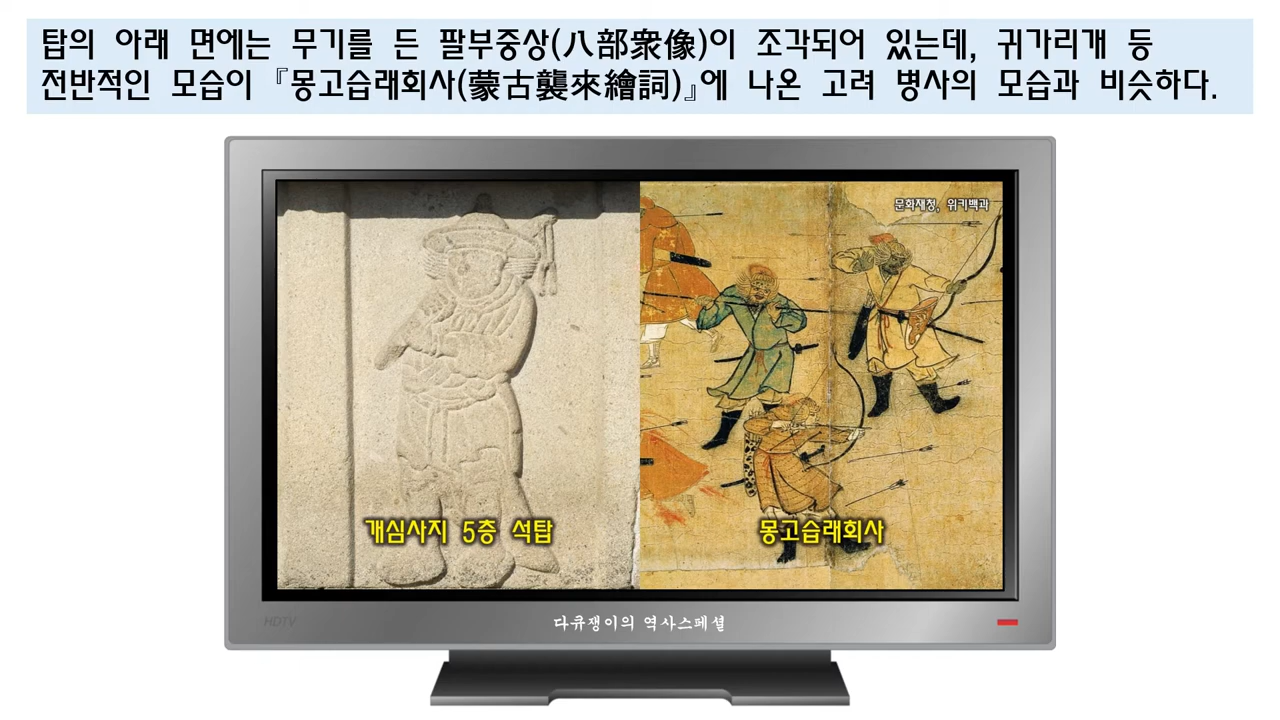 탑의 아래 면에는 무기를 든 팔부중상(八部衆像)이 조각되어 있는데, 귀가리개 등
전반적인 모습이 『몽고습래회사(蒙古襲來繪詞)』에 나온 고려 병사의 모습과 비슷하다.
문화재청, 위키백과
개심사지 5층 석탑
몽고습래회사
HDTV
다큐쟁이의 역사스페셜